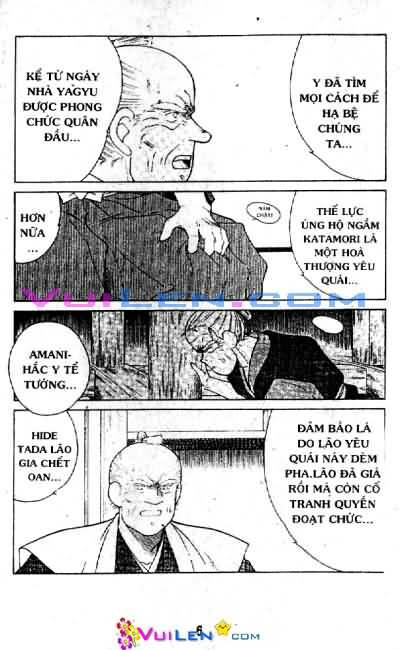 Y ĐÃ TÌM
MỌI CÁCH ĐỂ
HẠ BỆ
CHÚNG
TA...
KỂ TỪ NGÀY
NHÀ YAGYU
ĐƯỢC PHONG
CHỨC QUÂN
ĐẦU...
THẾ LỰC
ỦNG HỘ NGẦM
KATAMORI LÀ
MỘT HOÀ
THƯỢNG YÊU
QUÁI...
HƠN
NỮA
...
VUILEN.COM
AMANI-
HẮC Y TỂ
TƯỚNG...
ĐẢM BẢO LÀ
DO LÃO YÊU
QUÁI NÀY DÈM
PHA.LÃO ĐÃ GIÀ
RỒI MÀ CÒN CỐ
TRANH QUYỀN
ĐOẠT CHỨC...
HIDE
TADA LÃO
GIA CHẾT
OAN...
6
VUILEN.COM